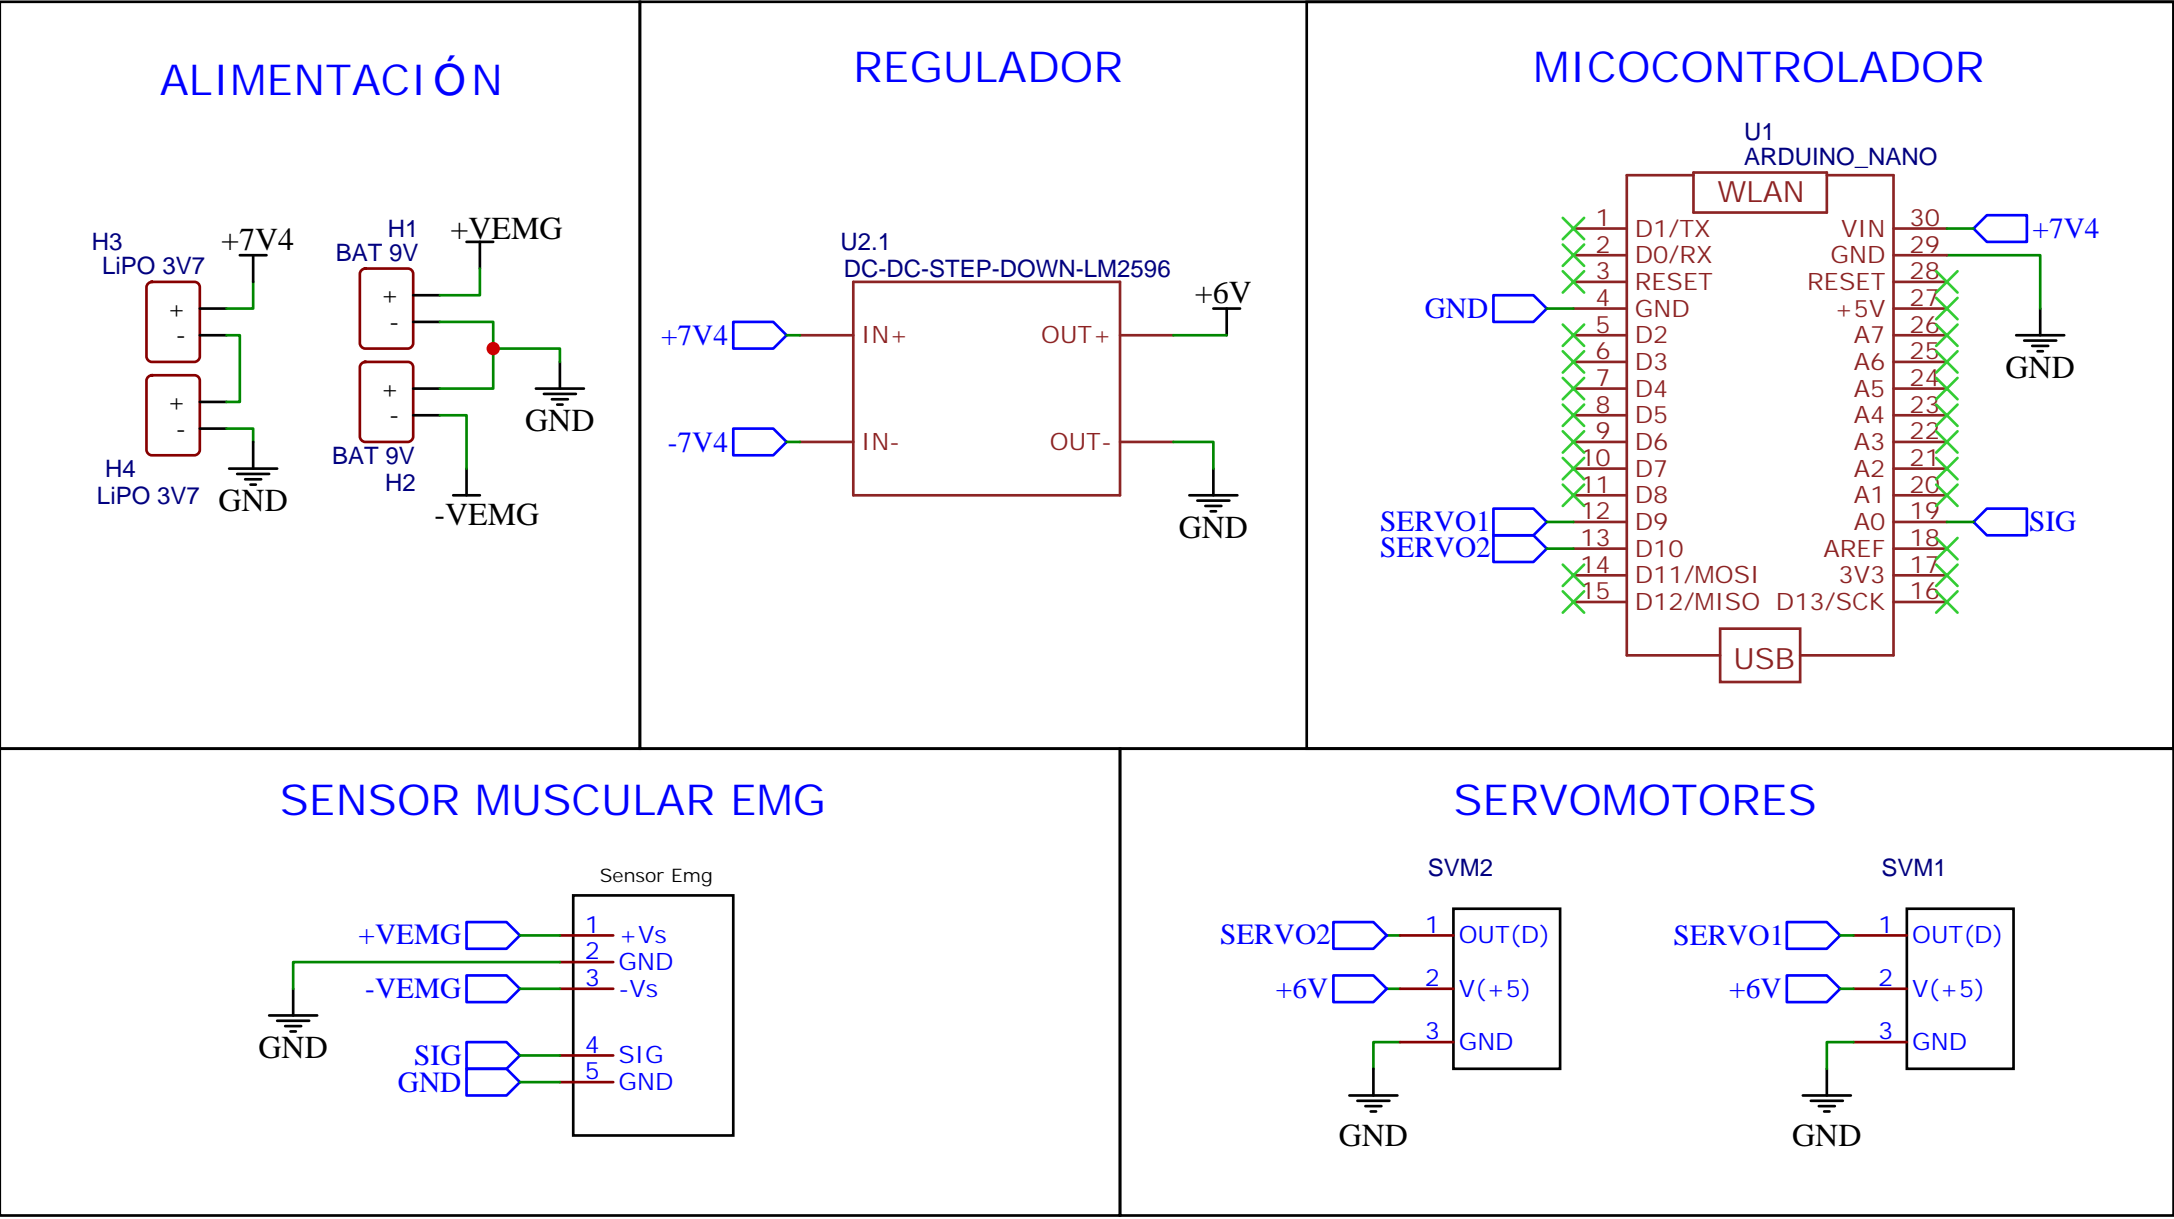 ALIMENTACIÓN
H3
LiPO 3V7
+7V4
+
-
+
-
H4
LiPO 3V7
GND
H1
BAT 9V
+VEMG
+
-
+
-
GND
BAT 9V
H2
-VEMG
REGULADOR
U2.1
DC-DC-STEP-DOWN-LM2596
+7V4
IN+
OUT+
+6V
-7V4
IN-
OUT-
GND
MICOCONTROLADOR
U1
ARDUINO_NANO
WLAN
1 D1/TX VIN 30 +7V4
2 D0/RX GND 29
3 RESET RESET 28
GND 4 GND +5V 27
5 D2 A7 26
6 D3 A6 25
7 D4 A5 24
8 D5 A4 23
9 D6 A3 22
10 D7 A2 21
11 D8 A1 20
SERVO1 12 D9 A0 19 SIG
SERVO2 13 D10 AREF 18
14 D11/MOSI 3V3 17
15 D12/MISO D13/SCK 16
GND
USB
SENSOR MUSCULAR EMG
Sensor Emg
+VEMG 1 +Vs
2 GND
-VEMG 3 -Vs
GND
SIG 4 SIG
GND 5 GND
SERVOMOTORES
SVM2
SERVO2 1 OUT(D)
+6V 2 V(+5)
3 GND
GND
SVM1
SERVO1 1 OUT(D)
+6V 2 V(+5)
3 GND
GND